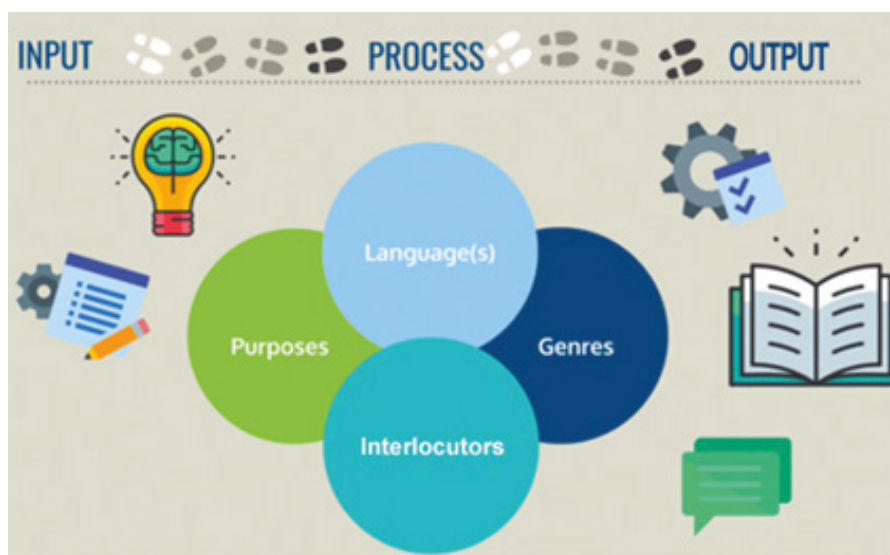 INPUT PROCESS OUTPUT
Language(s)
Purposes
Genres
Interlocutors